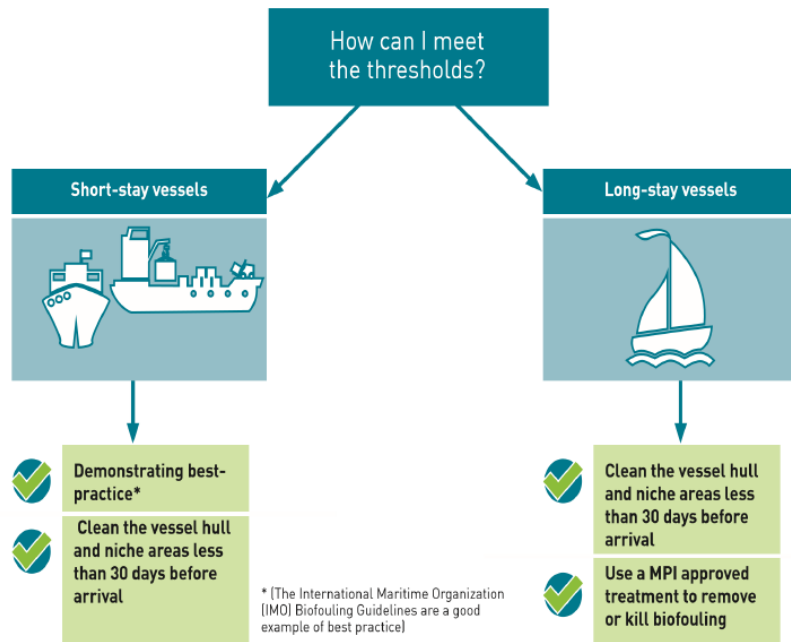 How can I meet
the thresholds?
Short-stay vessels
Long-stay vessels
Demonstrating best-
practice*
Clean the vessel hull
and niche areas less
than 30 days before
arrival
* (The International Maritime Organization
(IMO) Biofouling Guidelines are a good
example of best practice)
Clean the vessel hull
and niche areas less
than 30 days before
arrival
Use a MPI approved
treatment to remove
or kill biofouling